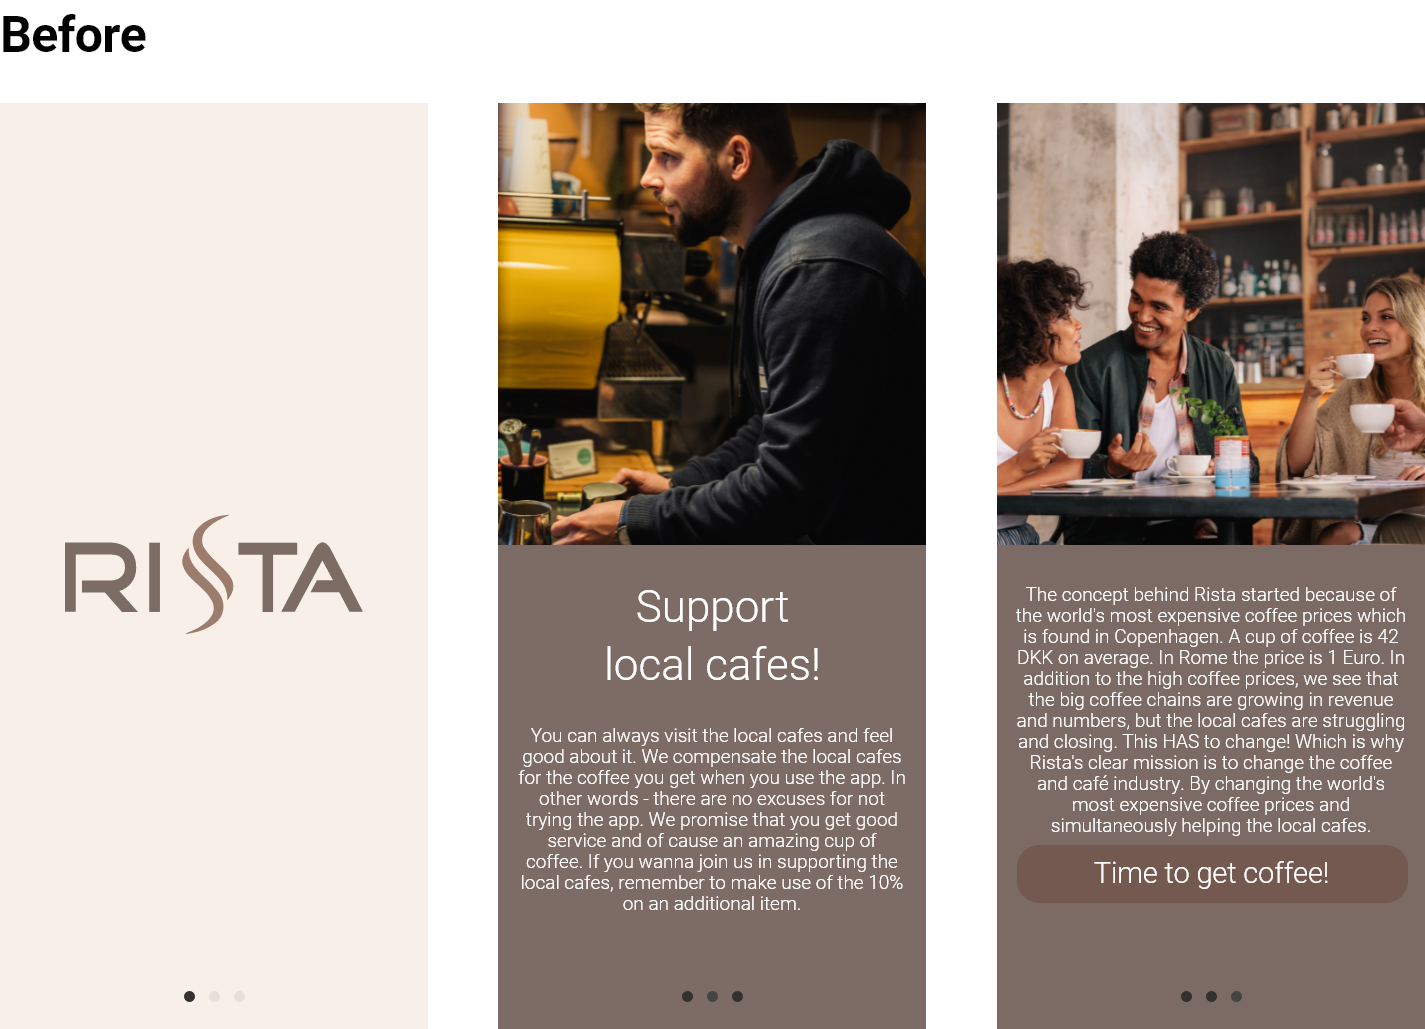 Before
RISTA
Support
local cafes!
You can always visit the local cafes and feel
good about it. We compensate the local cafes
for the coffee you get when you use the app. In
other words - there are no excuses for not
trying the app. We promise that you get good
service and of cause an amazing cup of
coffee. If you wanna join us in supporting the
local cafes, remember to make use of the 10%
on an additional item.
The concept behind Rista started because of
the world's most expensive coffee prices which
is found in Copenhagen. A cup of coffee is 42
DKK on average. In Rome the price is 1 Euro. In
addition to the high coffee prices, we see that
the big coffee chains are growing in revenue
and numbers, but the local cafes are struggling
and closing. This HAS to change! Which is why
Rista's clear mission is to change the coffee
and café industry. By changing the world's
most expensive coffee prices and
simultaneously helping the local cafes.
Time to get coffee!